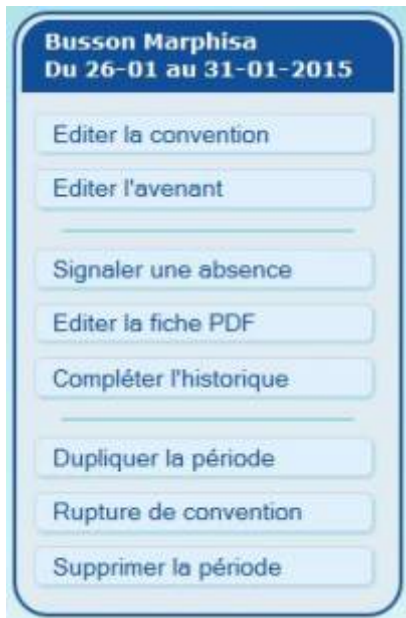 Busson Marphisa
Du 26-01 au 31-01-2015
Editer la convention
Editer l'avenant
Signaler une absence
Editer la fiche PDF
Compléter l'historique
Dupliquer la période
Rupture de convention
Supprimer la période